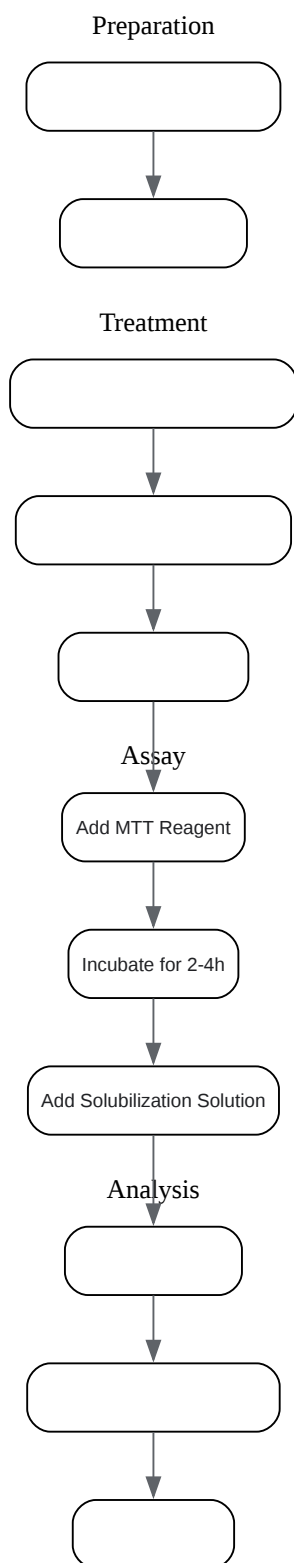 Preparation
Treatment
Assay
Add MTT Reagent
Incubate for 2-4h
Add Solubilization Solution
Analysis